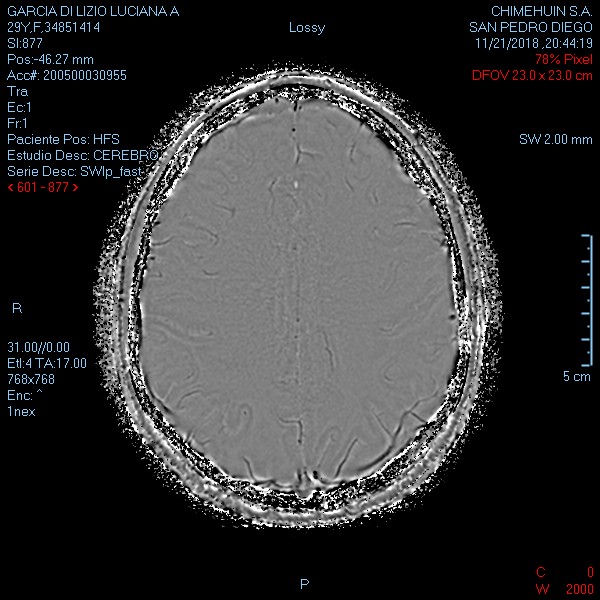 GARCIA DI LIZIO LUCIANA A
29Y,F,34851414
Sl:877
Pos:-46.27 mm
Acc#: 200500030955
Tra
Ec:1
Fr:1
Paciente Pos: HFS
Estudio Desc: CEREBRO
Serie Desc: SWIp_fast
< 601 - 877 >
Lossy
CHIMEHUIN S.A.
SAN PEDRO DIEGO
11/21/2018 ,20:44:19
78% Pixel
DFOV 23.0 x 23.0 cm
SW 2.00 mm
R
31.00//0.00
Etl:4 TA:17.00
768x768
Enc: ^
1nex
5 cm
P
C 0
W 2000